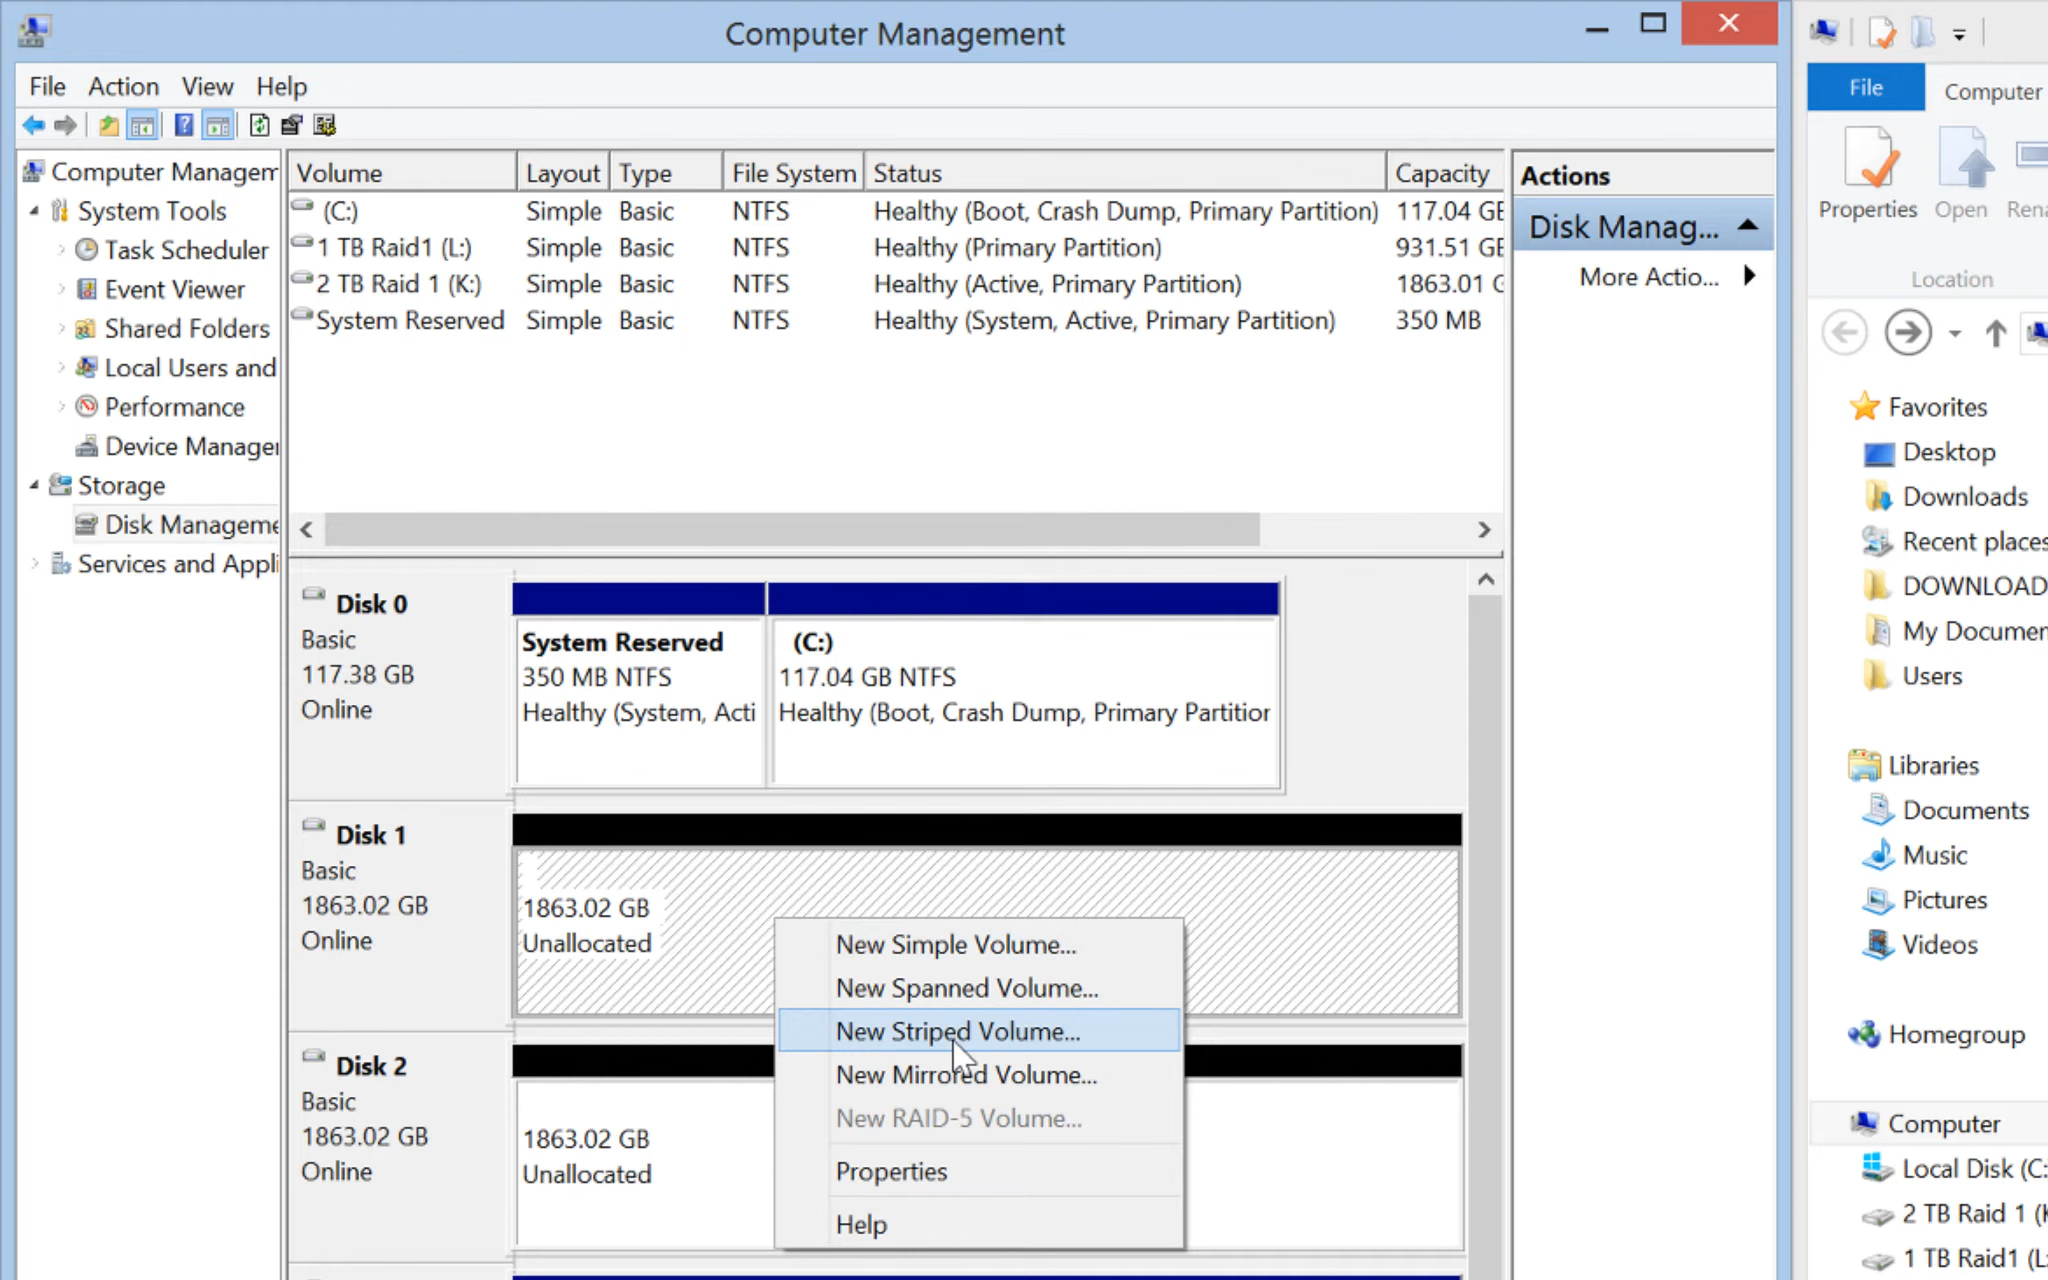 Computer Management
File Action View Help
Computer Managem
System Tools
Task Scheduler
Event Viewer
Shared Folders
Local Users and
Performance
Device Manager
Storage
Disk Manageme
Services and Appli
Volume Layout Type File System Status Capacity
(C:) Simple Basic NTFS Healthy (Boot, Crash Dump, Primary Partition) 117.04 GB
1 TB Raid1 (L:) Simple Basic NTFS Healthy (Primary Partition) 931.51 GB
2 TB Raid 1 (K:) Simple Basic NTFS Healthy (Active, Primary Partition) 1863.01 G
System Reserved Simple Basic NTFS Healthy (System, Active, Primary Partition) 350 MB
Disk 0
Basic
117.38 GB
Online
System Reserved
350 MB NTFS
Healthy (System, Acti
(C:)
117.04 GB NTFS
Healthy (Boot, Crash Dump, Primary Partition
Disk 1
Basic
1863.02 GB
Online
1863.02 GB
Unallocated
Disk 2
Basic
1863.02 GB
Online
1863.02 GB
Unallocated
New Simple Volume...
New Spanned Volume...
New Striped Volume...
New Mirrored Volume...
New RAID-5 Volume...
Properties
Help
Actions
Disk Manag...
More Actio...
File Computer
Properties Open Rena
Location
Favorites
Desktop
Downloads
Recent places
DOWNLOAD
My Documen
Users
Libraries
Documents
Music
Pictures
Videos
Homegroup
Computer
Local Disk (C:
2 TB Raid 1 (K
1 TB Raid1 (L: